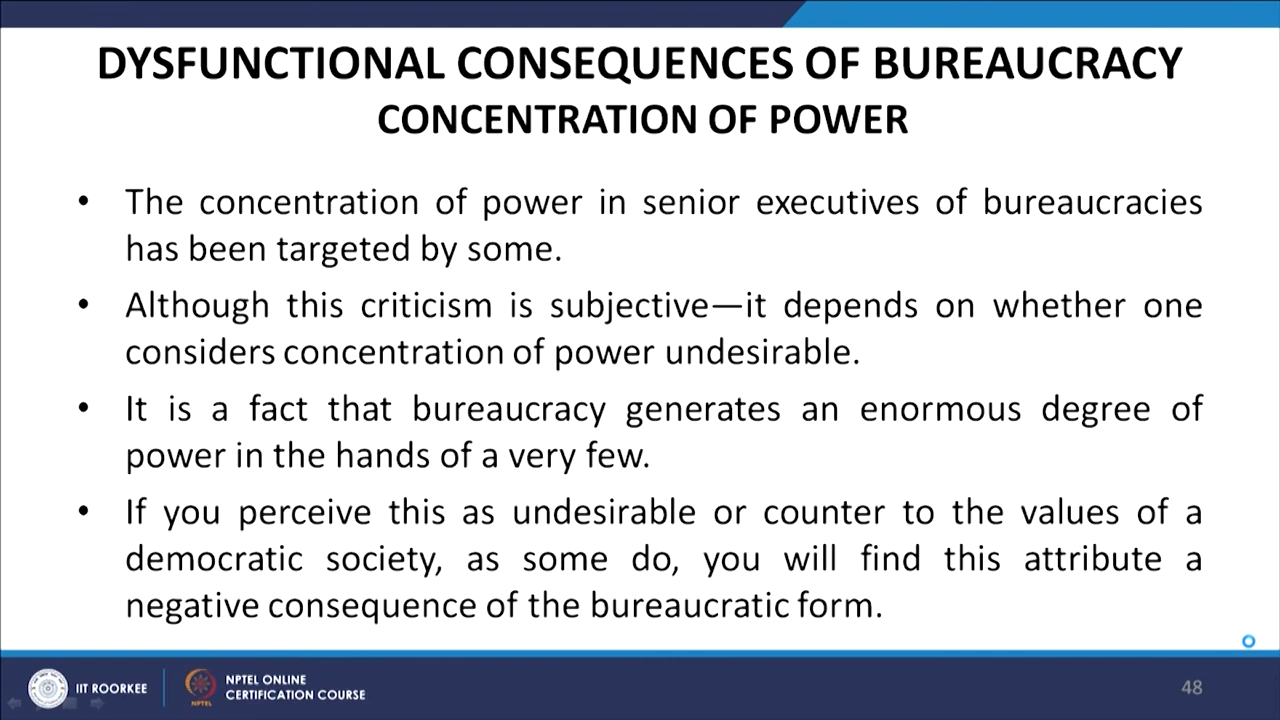 DYSFUNCTIONAL CONSEQUENCES OF BUREAUCRACY
CONCENTRATION OF POWER
• The concentration of power in senior executives of bureaucracies
has been targeted by some.
• Although this criticism is subjective—it depends on whether one
considers concentration of power undesirable.
• It is a fact that bureaucracy generates an enormous degree of
power in the hands of a very few.
• If you perceive this as undesirable or counter to the values of a
democratic society, as some do, you will find this attribute a
negative consequence of the bureaucratic form.
IIT ROORKEE
NPTEL
NPTEL ONLINE
CERTIFICATION COURSE
48